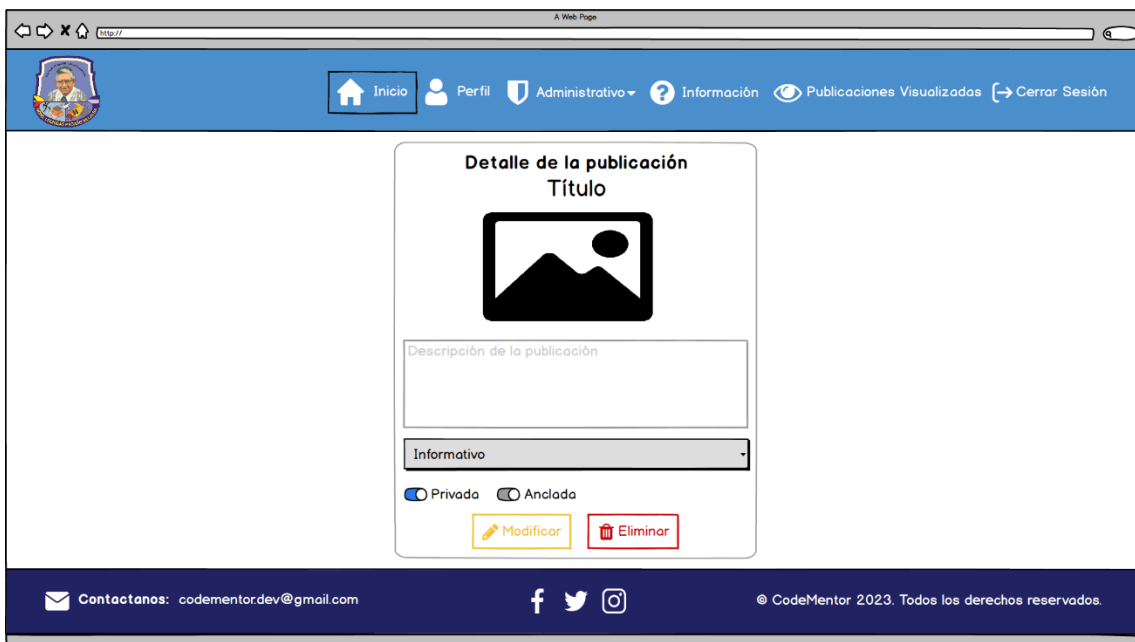 A Web Page
http://
Inicio Perfil Administrativo Información Publicaciones Visualizadas Cerrar Sesión
Detalle de la publicación
Título
Descripción de la publicación
Informativo
Privada Anclada
Modificar Eliminar
Contactanos: codementor.dev@gmail.com
© CodeMentor 2023. Todos los derechos reservados.